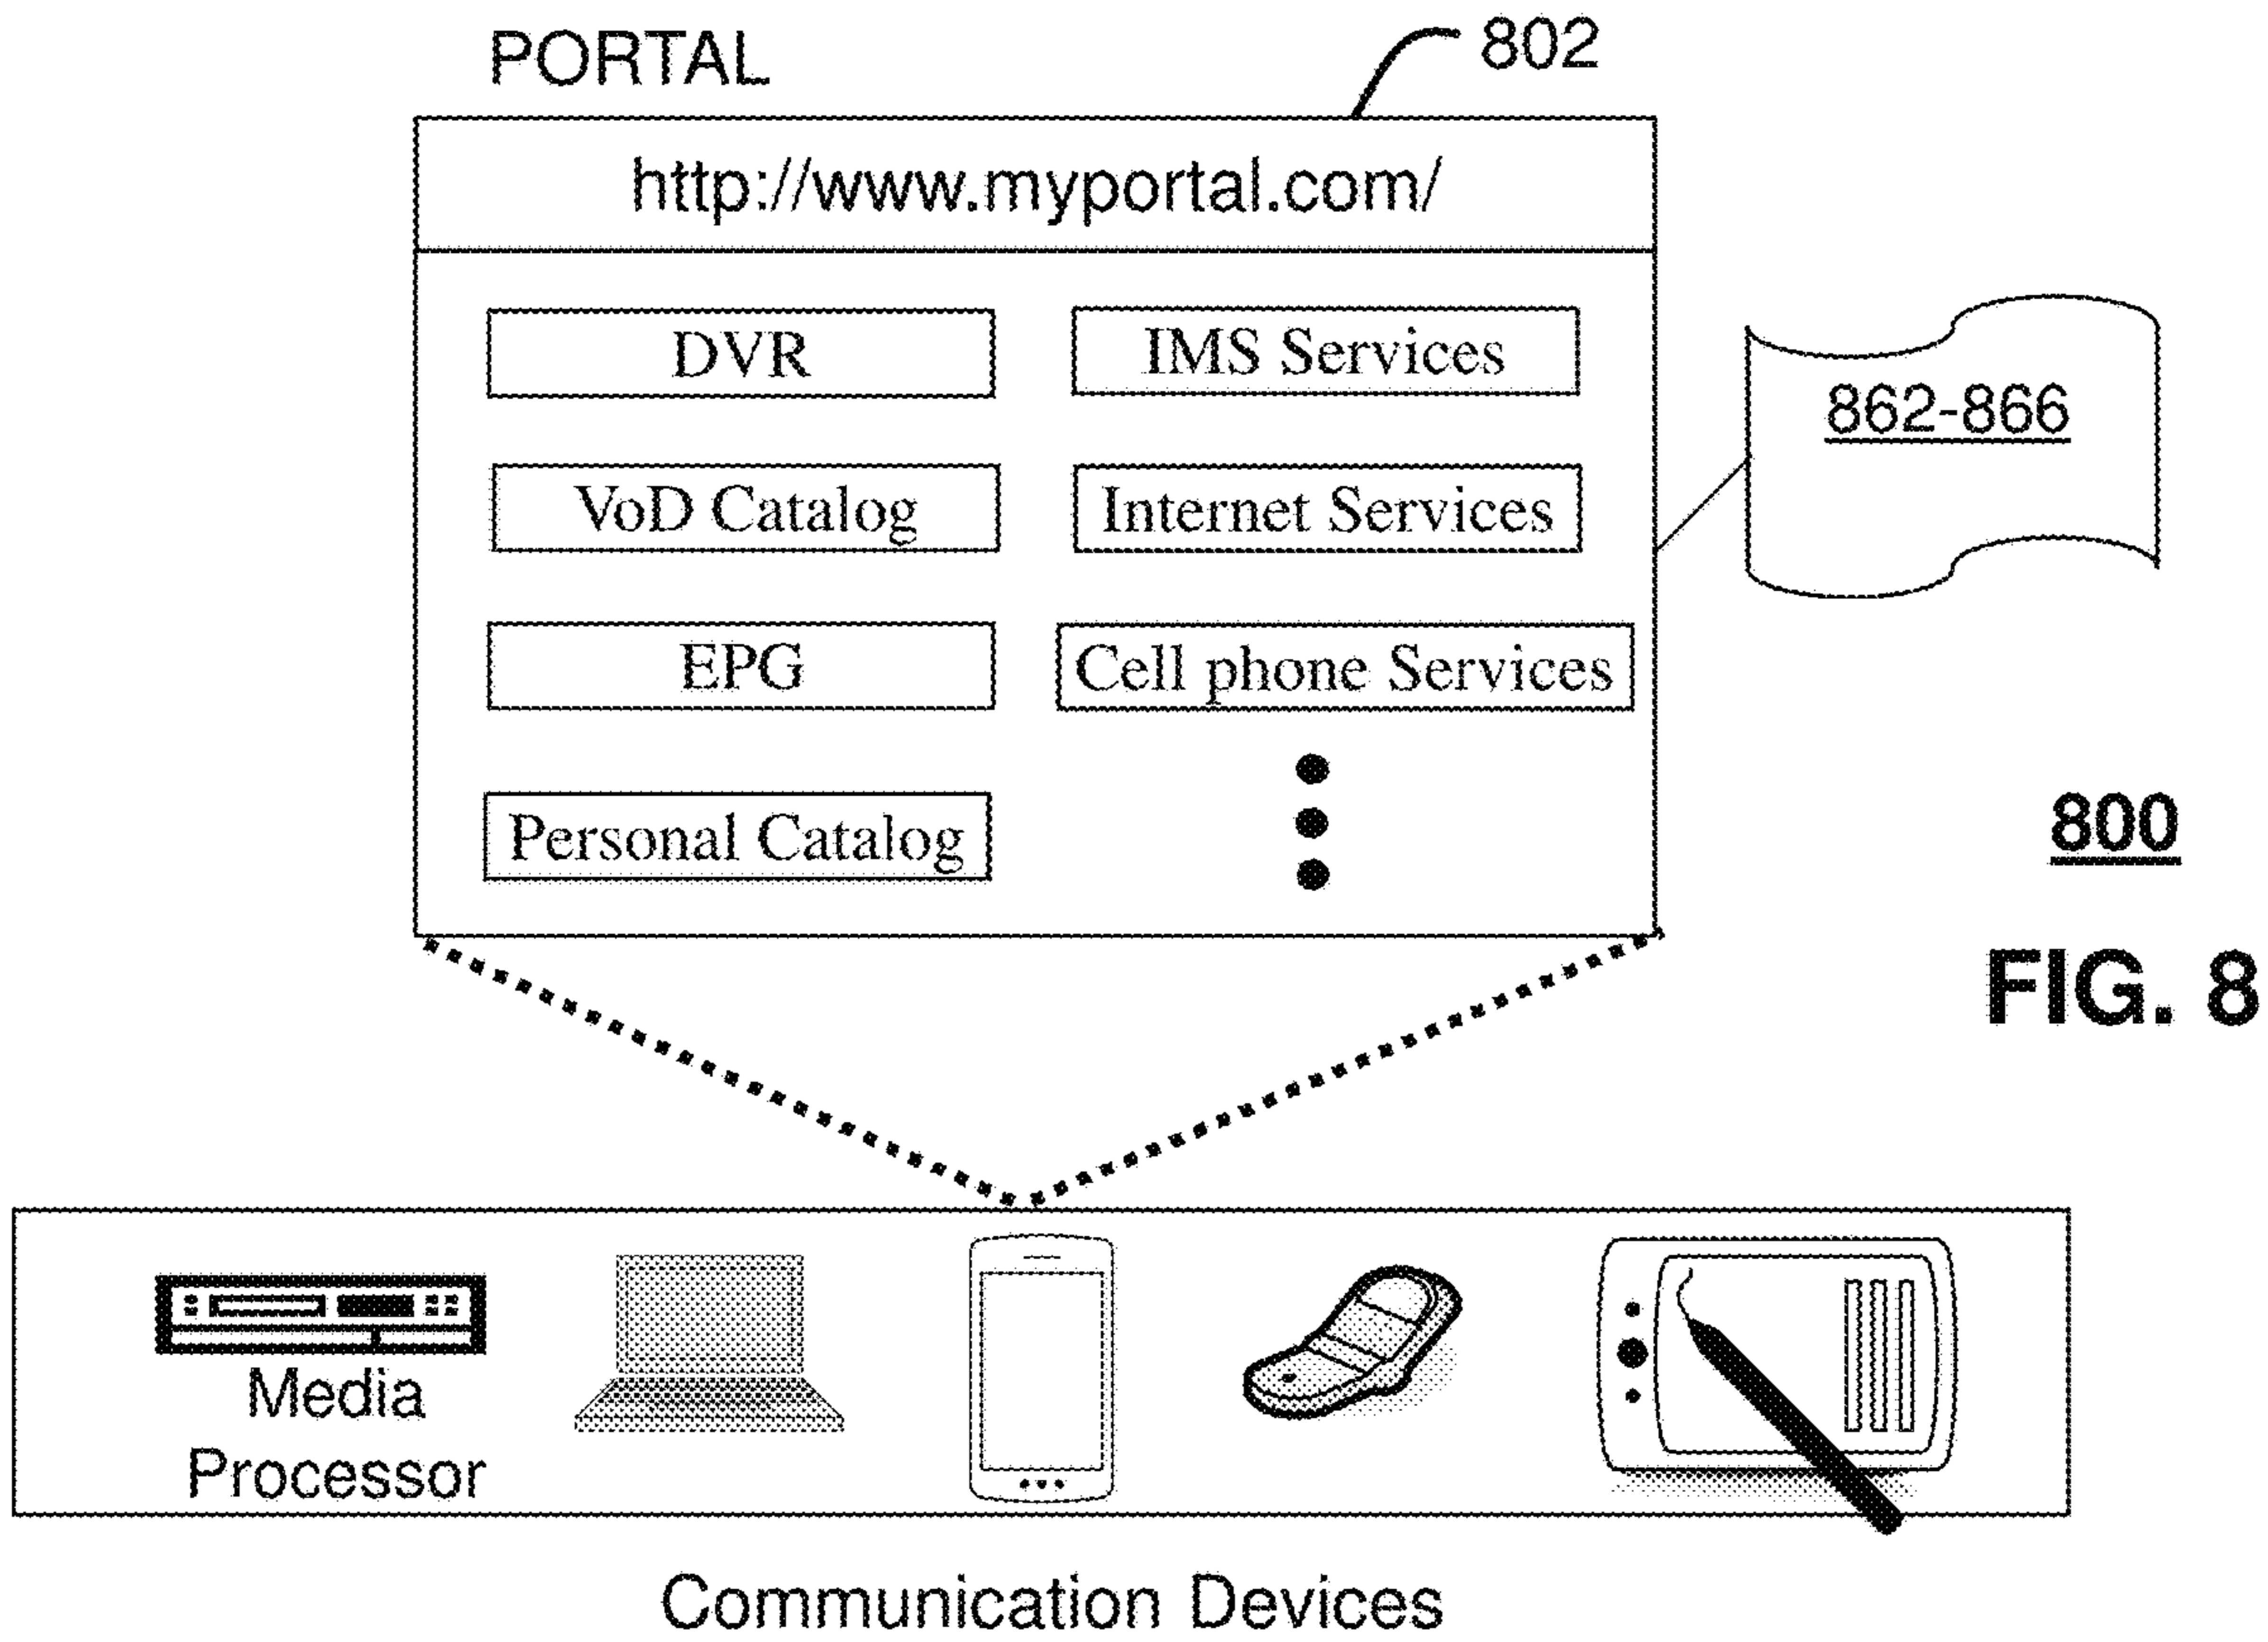 PORTAL
802
http://www.myportal.com/
DVR
IMS Services
862-866
VoD Catalog
Internet Services
EPG
Cell phone Services
Personal Catalog
800
FIG. 8
Media
Processor
Communication Devices